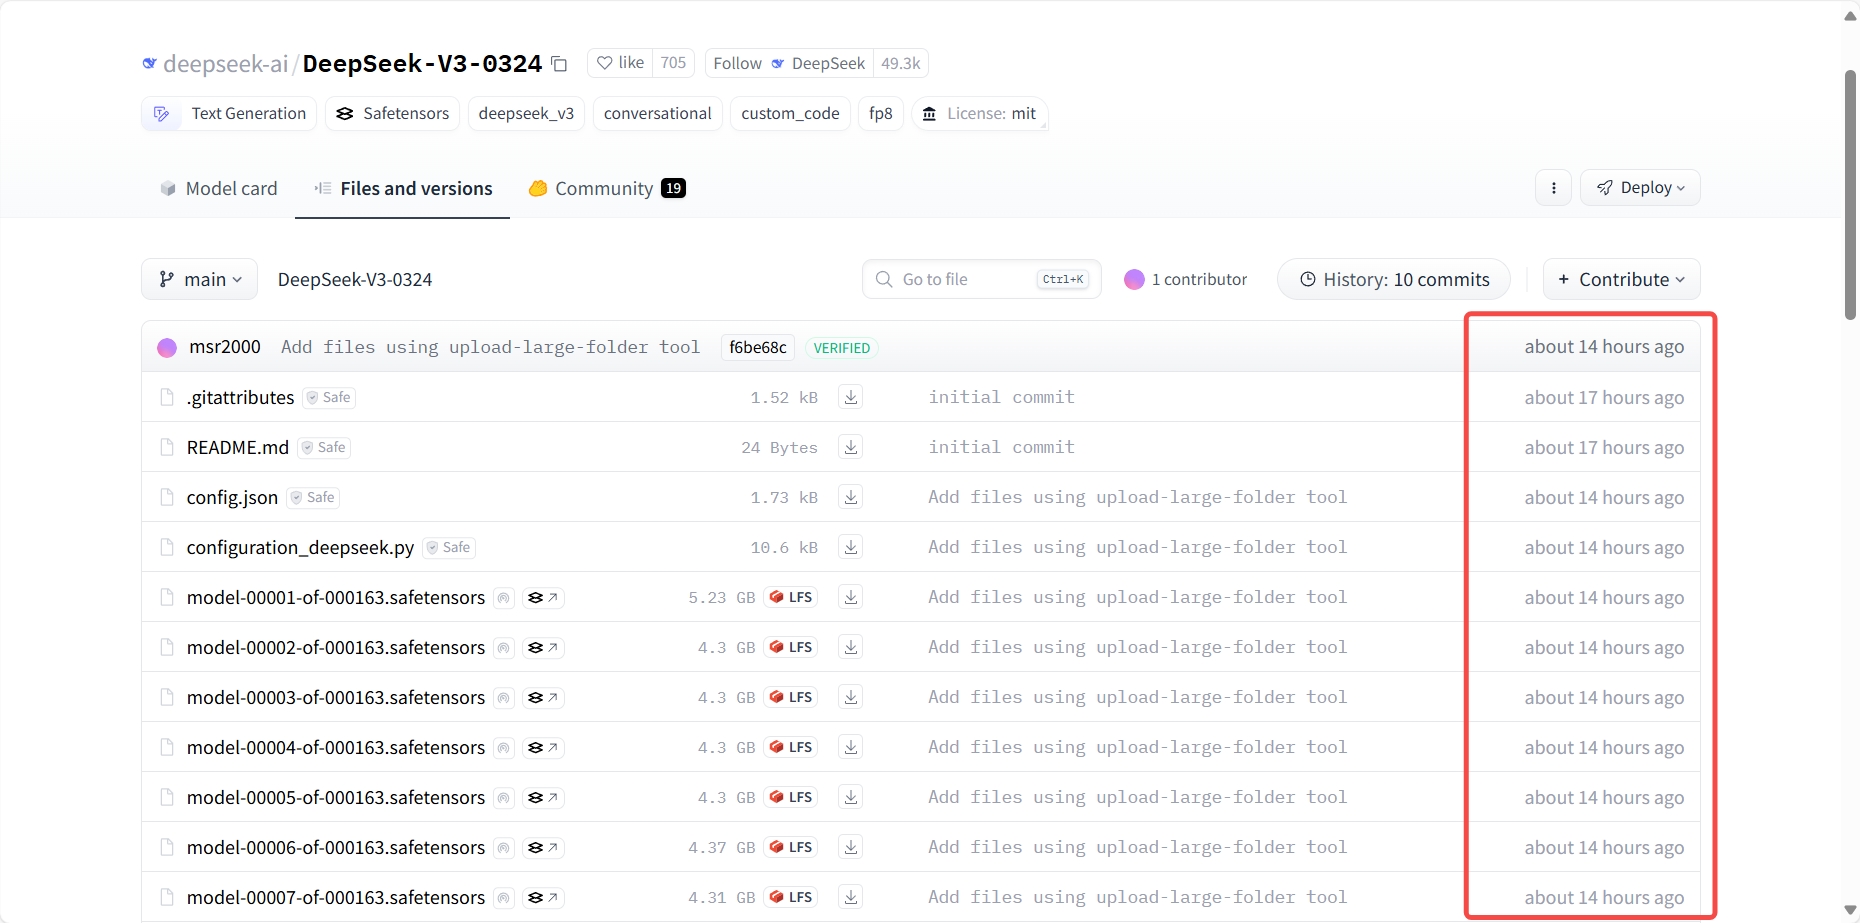 deepseek-ai/DeepSeek-V3-0324 like 705 Follow DeepSeek 49.3k
Text Generation Safetensors deepseek_v3 conversational custom_code fp8 License: mit
Model card Files and versions Community 19 Deploy
main DeepSeek-V3-0324 Go to file Ctrl+K 1 contributor History: 10 commits + Contribute
msr2000 Add files using upload-large-folder tool f6be68c VERIFIED about 14 hours ago
.gitattributes Safe 1.52 kB initial commit about 17 hours ago
README.md Safe 24 Bytes initial commit about 17 hours ago
config.json Safe 1.73 kB Add files using upload-large-folder tool about 14 hours ago
configuration_deepseek.py Safe 10.6 kB Add files using upload-large-folder tool about 14 hours ago
model-00001-of-000163.safetensors 5.23 GB LFS Add files using upload-large-folder tool about 14 hours ago
model-00002-of-000163.safetensors 4.3 GB LFS Add files using upload-large-folder tool about 14 hours ago
model-00003-of-000163.safetensors 4.3 GB LFS Add files using upload-large-folder tool about 14 hours ago
model-00004-of-000163.safetensors 4.3 GB LFS Add files using upload-large-folder tool about 14 hours ago
model-00005-of-000163.safetensors 4.3 GB LFS Add files using upload-large-folder tool about 14 hours ago
model-00006-of-000163.safetensors 4.37 GB LFS Add files using upload-large-folder tool about 14 hours ago
model-00007-of-000163.safetensors 4.31 GB LFS Add files using upload-large-folder tool about 14 hours ago